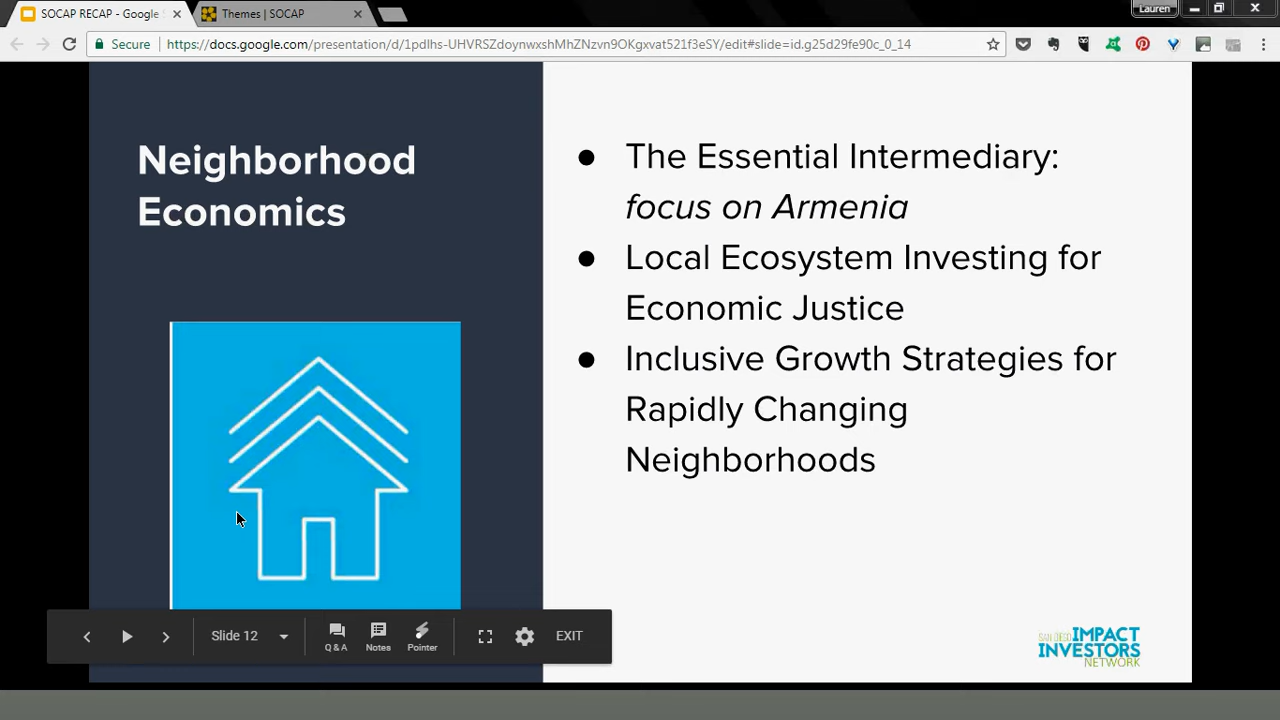 SOCAP RECAP - Google
Themes | SOCAP
Lauren
Secure
https://docs.google.com/presentation/d/1pdlhs-UHVRSZdoynwxshMhZNzvn9OKgxvat521f3eSY/edit#slide=id.g25d29fe90c_0_14
Neighborhood
Economics
● The Essential Intermediary:
focus on Armenia
● Local Ecosystem Investing for
Economic Justice
● Inclusive Growth Strategies for
Rapidly Changing
Neighborhoods
Slide 12
Q & A
Notes
Pointer
EXIT
SAN DIEGO IMPACT
INVESTORS
NETWORK